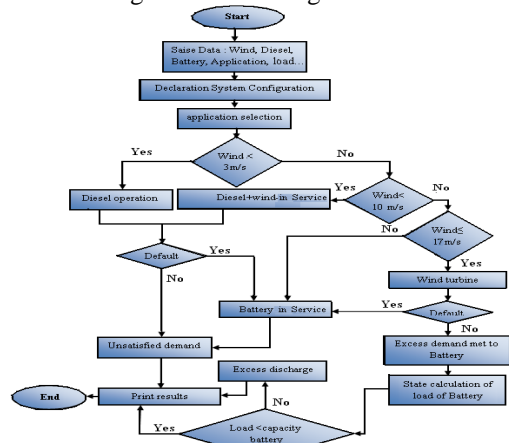 Start
Saise Data : Wind, Diesel,
Battery, Application, load...
Declaration System Configuration
application selection
Yes
Wind <
3m/s
No
Diesel operation
Diesel+wind-in Service
Yes
Wind<
10 m/s
No
No
Wind≤
17m/s
Default
Yes
Yes
Wind turbine
No
Battery in Service
Yes
Default
No
Unsatisfied demand
Excess demand met to
Battery
Excess discharge
End
Print results
No
State calculation of
load of Battery
Yes
Load <capacity
battery